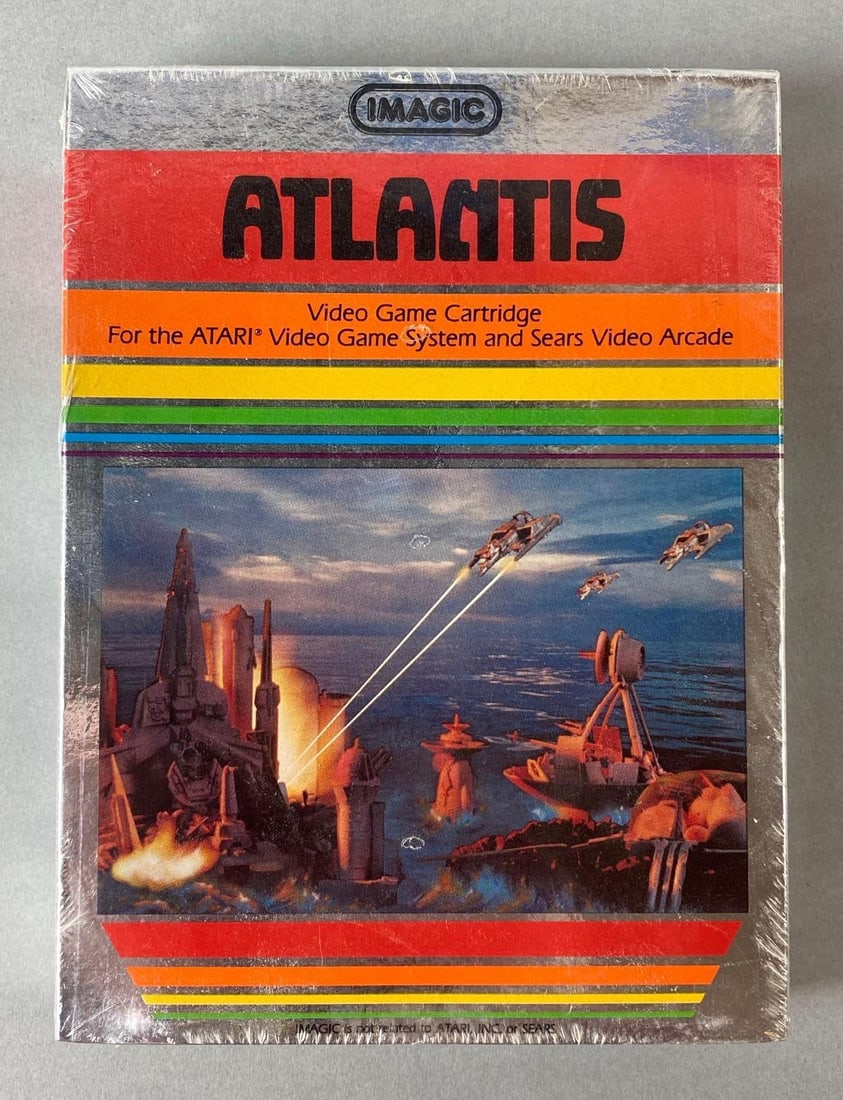 IMAGIC
ATLANTIS
Video Game Cartridge
For the ATARI® Video Game System and Sears Video Arcade
IMAGIC is not related to ATARI, INC. or SEARS